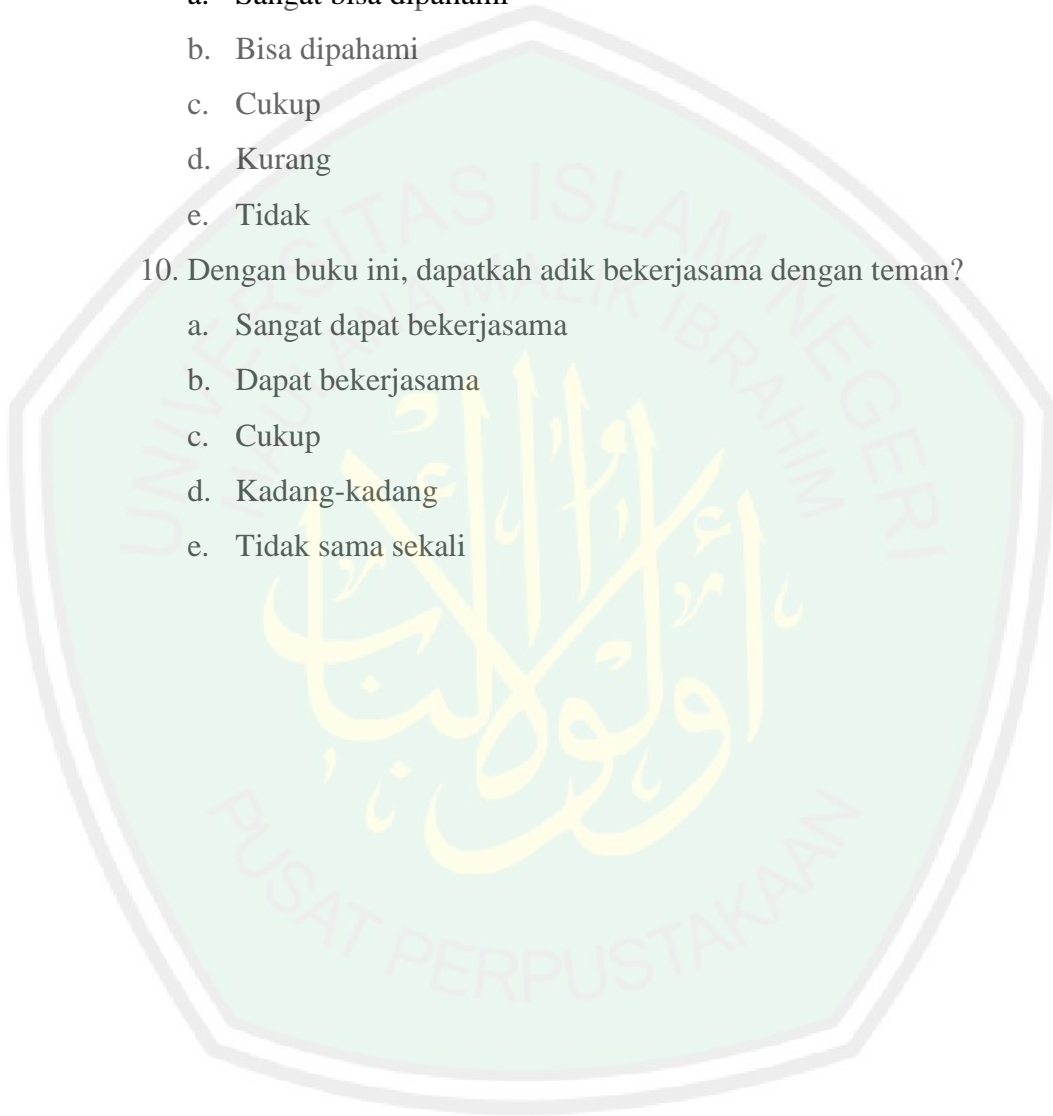 a. Sangat bisa dipahami
b. Bisa dipahami
c. Cukup
d. Kurang
e. Tidak
10. Dengan buku ini, dapatkah adik bekerjasama dengan teman?
a. Sangat dapat bekerjasama
b. Dapat bekerjasama
c. Cukup
d. Kadang-kadang
e. Tidak sama sekali
UNIVERSITAS ISLAM NEGERI
MAULANA MALIK IBRAHIM
PUSAT PERPUSTAKAAN